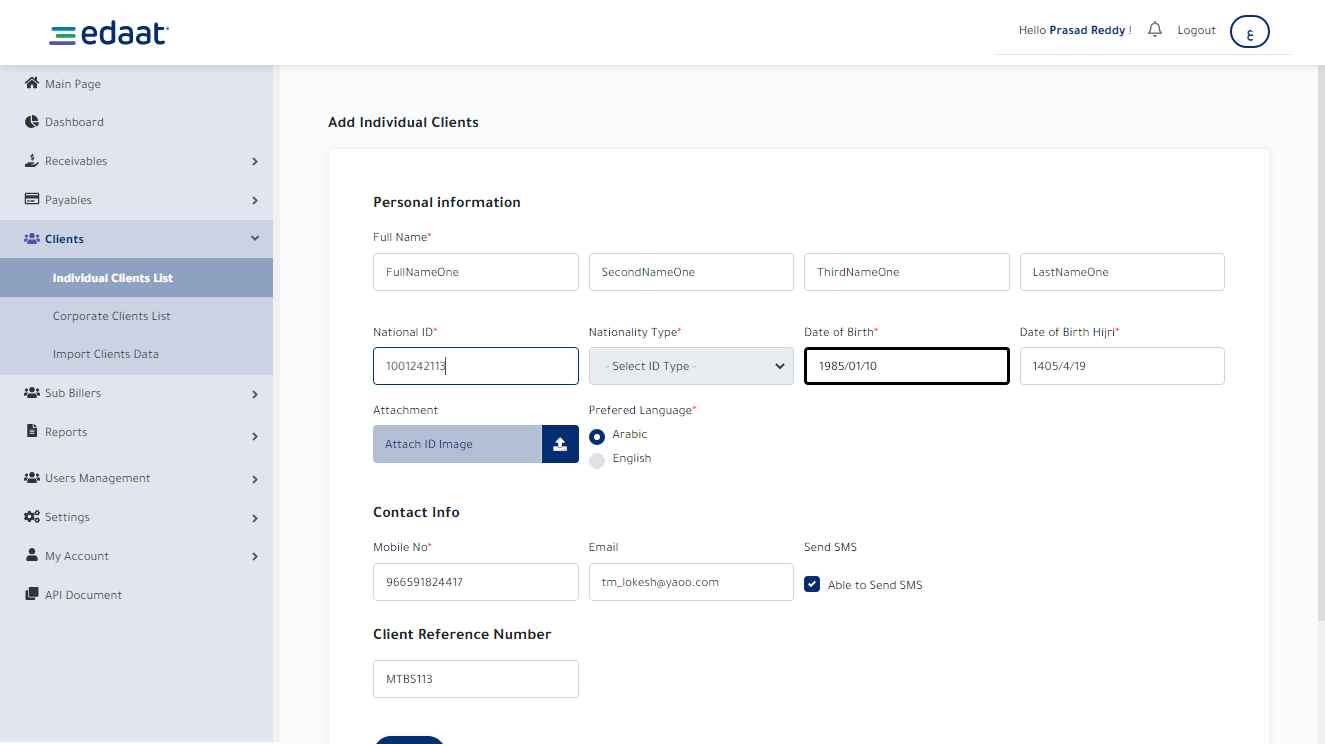 edaat
Hello Prasad Reddy !
Logout
ع
Main Page
Dashboard
Receivables
Payables
Clients
Individual Clients List
Corporate Clients List
Import Clients Data
Sub Billers
Reports
Users Management
Settings
My Account
API Document
Add Individual Clients
Personal information
Full Name*
FullNameOne
SecondNameOne
ThirdNameOne
LastNameOne
National ID*
Nationality Type*
Date of Birth*
Date of Birth Hijri*
1001242113
- Select ID Type -
1985/01/10
1405/4/19
Attachment
Prefered Language*
Attach ID Image
Arabic
English
Contact Info
Mobile No*
Email
Send SMS
966591824417
tm_lokesh@yaoo.com
Able to Send SMS
Client Reference Number
MTBS113